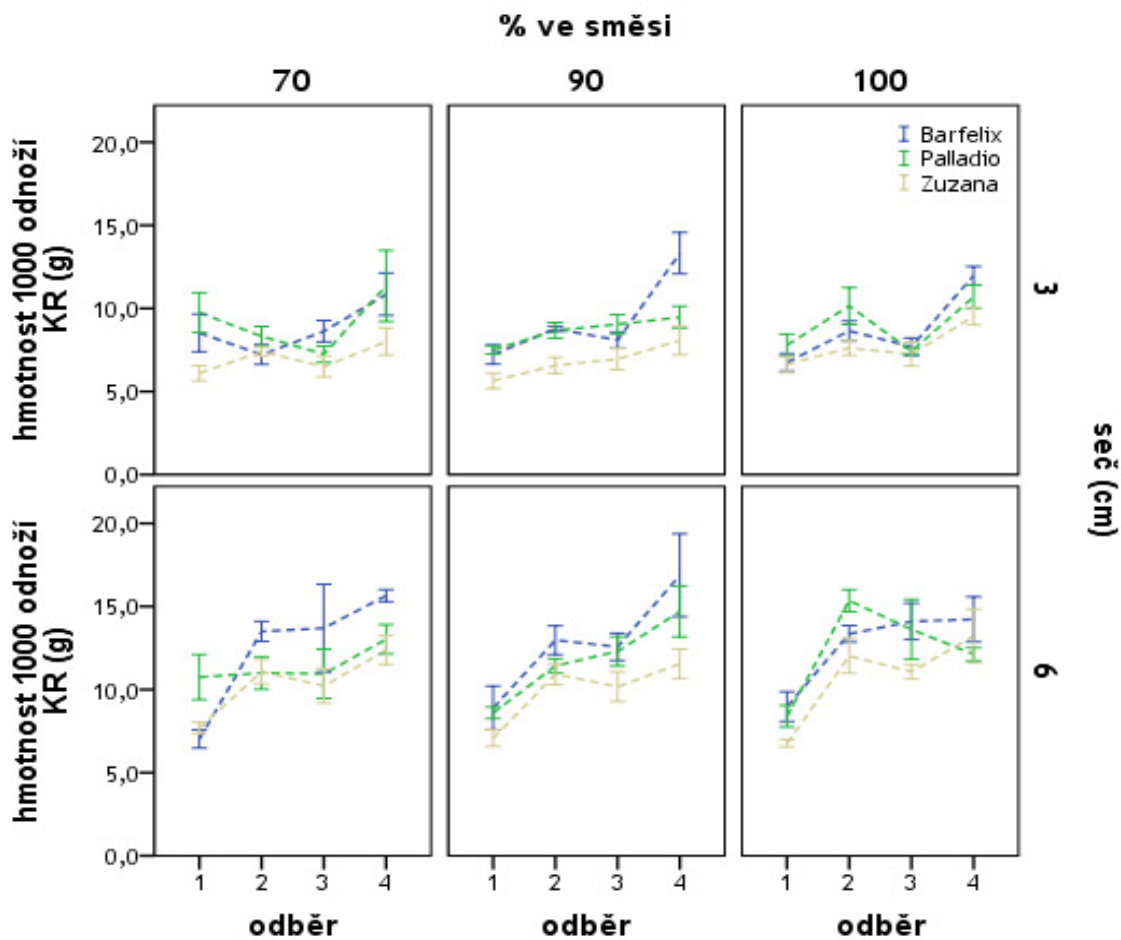 % ve směsi
70 90 100
hmotnost 1000 odnoží
KR (g)
20,0
15,0
10,0
5,0
0,0
Barfelix
Palladio
Zuzana
3
seč (cm)
hmotnost 1000 odnoží
KR (g)
20,0
15,0
10,0
5,0
0,0
6
1 2 3 4 1 2 3 4 1 2 3 4
odběr odběr odběr